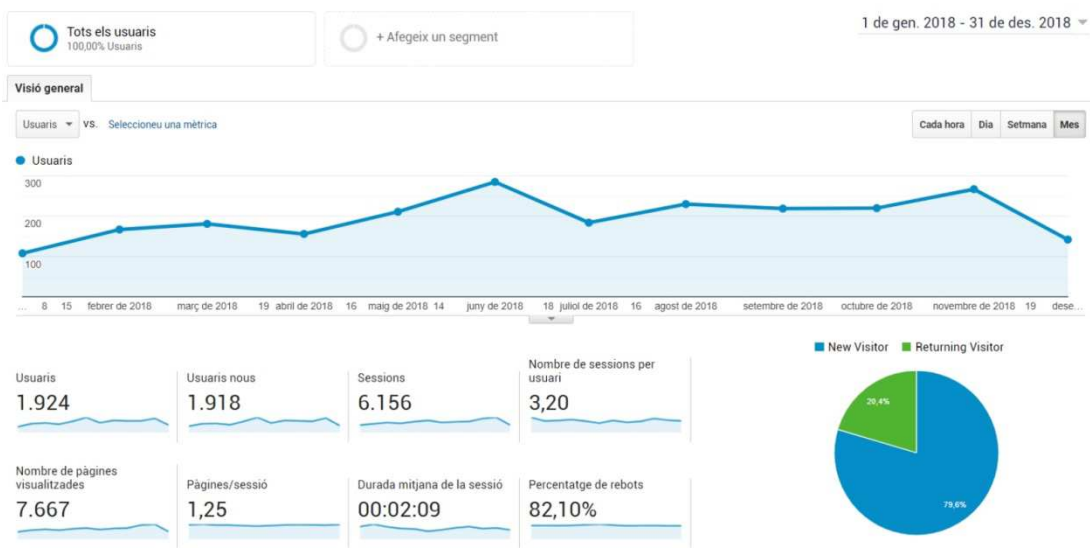 Tots els usuaris
100,00% Usuaris
+ Afegeix un segment
1 de gen. 2018 - 31 de des. 2018
Visió general
Usuaris
VS.
Seleccioneu una mètrica
Cada hora
Dia
Setmana
Mes
Usuaris
300
200
100
... 8 15 febrer de 2018 març de 2018 19 abril de 2018 16 maig de 2018 14 juny de 2018 18 juliol de 2018 16 agost de 2018 setembre de 2018 octubre de 2018 novembre de 2018 19 dese...
Usuaris
1.924
Usuaris nous
1.918
Sessions
6.156
Nombre de sessions per
usuari
3,20
Nombre de pàgines
visualitzades
7.667
Pàgines/sessió
1,25
Durada mitjana de la sessió
00:02:09
Percentatge de rebots
82,10%
New Visitor
Returning Visitor
20,4%
79,6%